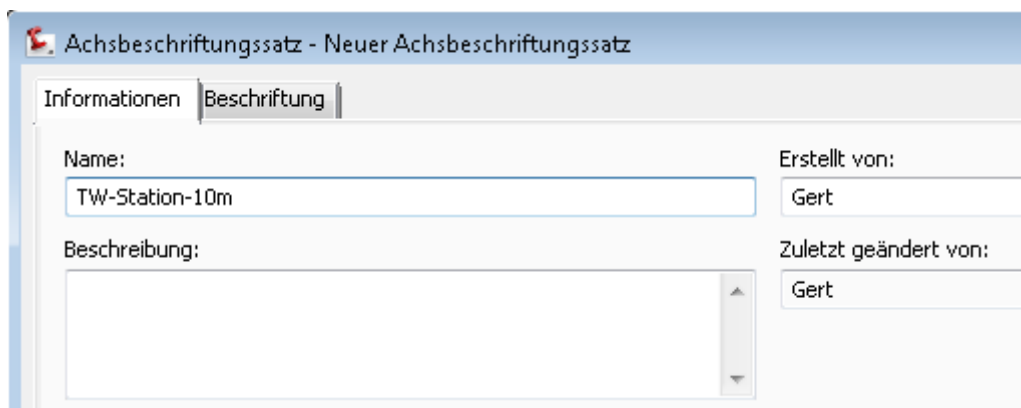 Achsbeschriftungssatz - Neuer Achsbeschriftungssatz
Informationen Beschriftung
Name:
Erstellt von:
TW-Station-10m
Gert
Beschreibung:
Zuletzt geändert von:
Gert